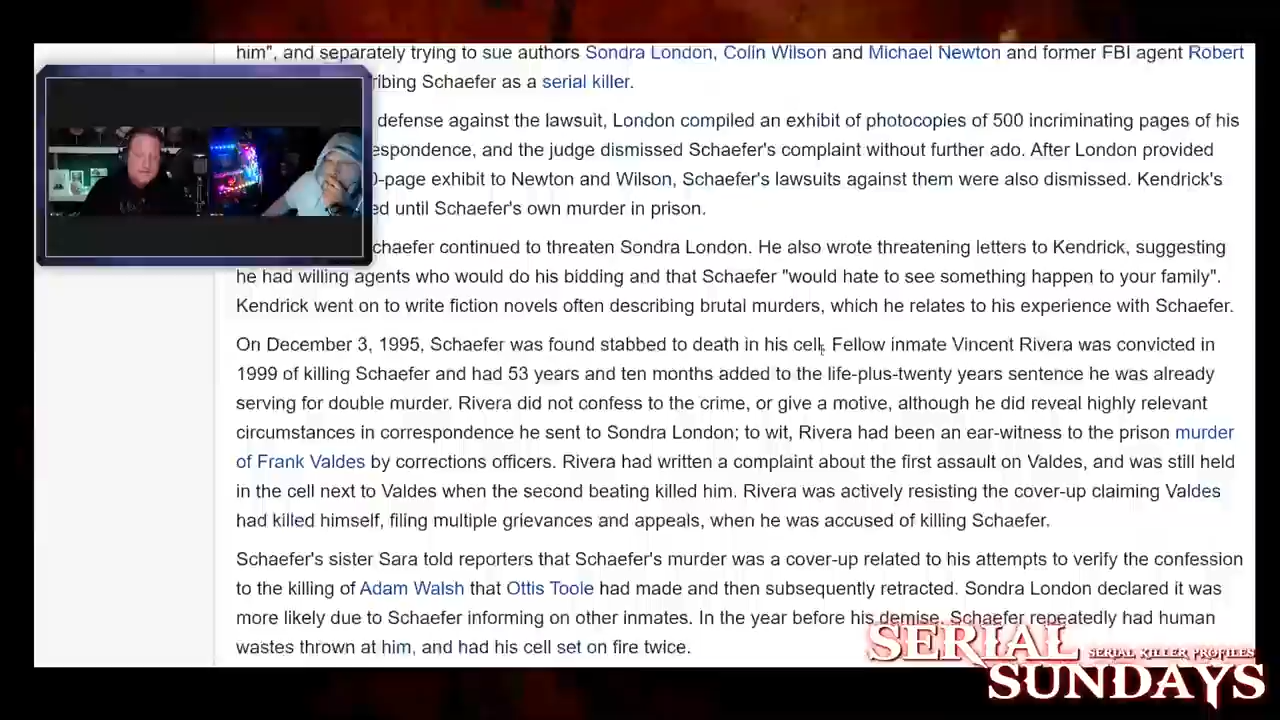 him", and separately trying to sue authors Sondra London, Colin Wilson and Michael Newton and former FBI agent Robert
ribing Schaefer as a serial killer.
defense against the lawsuit, London compiled an exhibit of photocopies of 500 incriminating pages of his
espondence, and the judge dismissed Schaefer's complaint without further ado. After London provided
0-page exhibit to Newton and Wilson, Schaefer's lawsuits against them were also dismissed. Kendrick's
ed until Schaefer's own murder in prison.
chaefer continued to threaten Sondra London. He also wrote threatening letters to Kendrick, suggesting
he had willing agents who would do his bidding and that Schaefer "would hate to see something happen to your family".
Kendrick went on to write fiction novels often describing brutal murders, which he relates to his experience with Schaefer.
On December 3, 1995, Schaefer was found stabbed to death in his cell. Fellow inmate Vincent Rivera was convicted in
1999 of killing Schaefer and had 53 years and ten months added to the life-plus-twenty years sentence he was already
serving for double murder. Rivera did not confess to the crime, or give a motive, although he did reveal highly relevant
circumstances in correspondence he sent to Sondra London; to wit, Rivera had been an ear-witness to the prison murder
of Frank Valdes by corrections officers. Rivera had written a complaint about the first assault on Valdes, and was still held
in the cell next to Valdes when the second beating killed him. Rivera was actively resisting the cover-up claiming Valdes
had killed himself, filing multiple grievances and appeals, when he was accused of killing Schaefer.
Schaefer's sister Sara told reporters that Schaefer's murder was a cover-up related to his attempts to verify the confession
to the killing of Adam Walsh that Ottis Toole had made and then subsequently retracted. Sondra London declared it was
more likely due to Schaefer informing on other inmates. In the year before his demise, Schaefer repeatedly had human
wastes thrown at him, and had his cell set on fire twice.
SERIAL
SERIAL KILLER PROFILES
SUNDAYS